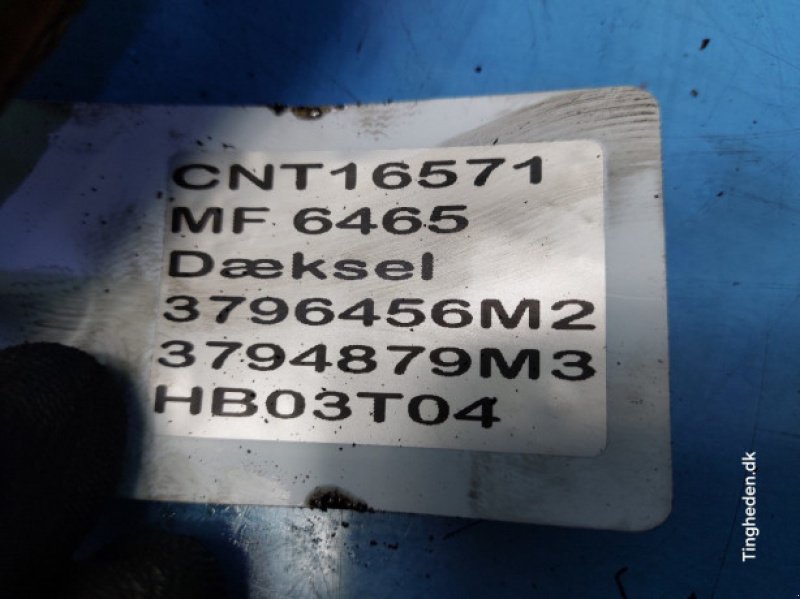 CNT16571
MF 6465
Dæksel
3796456M2
3794879M3
HB03T04
Tingheden.dk